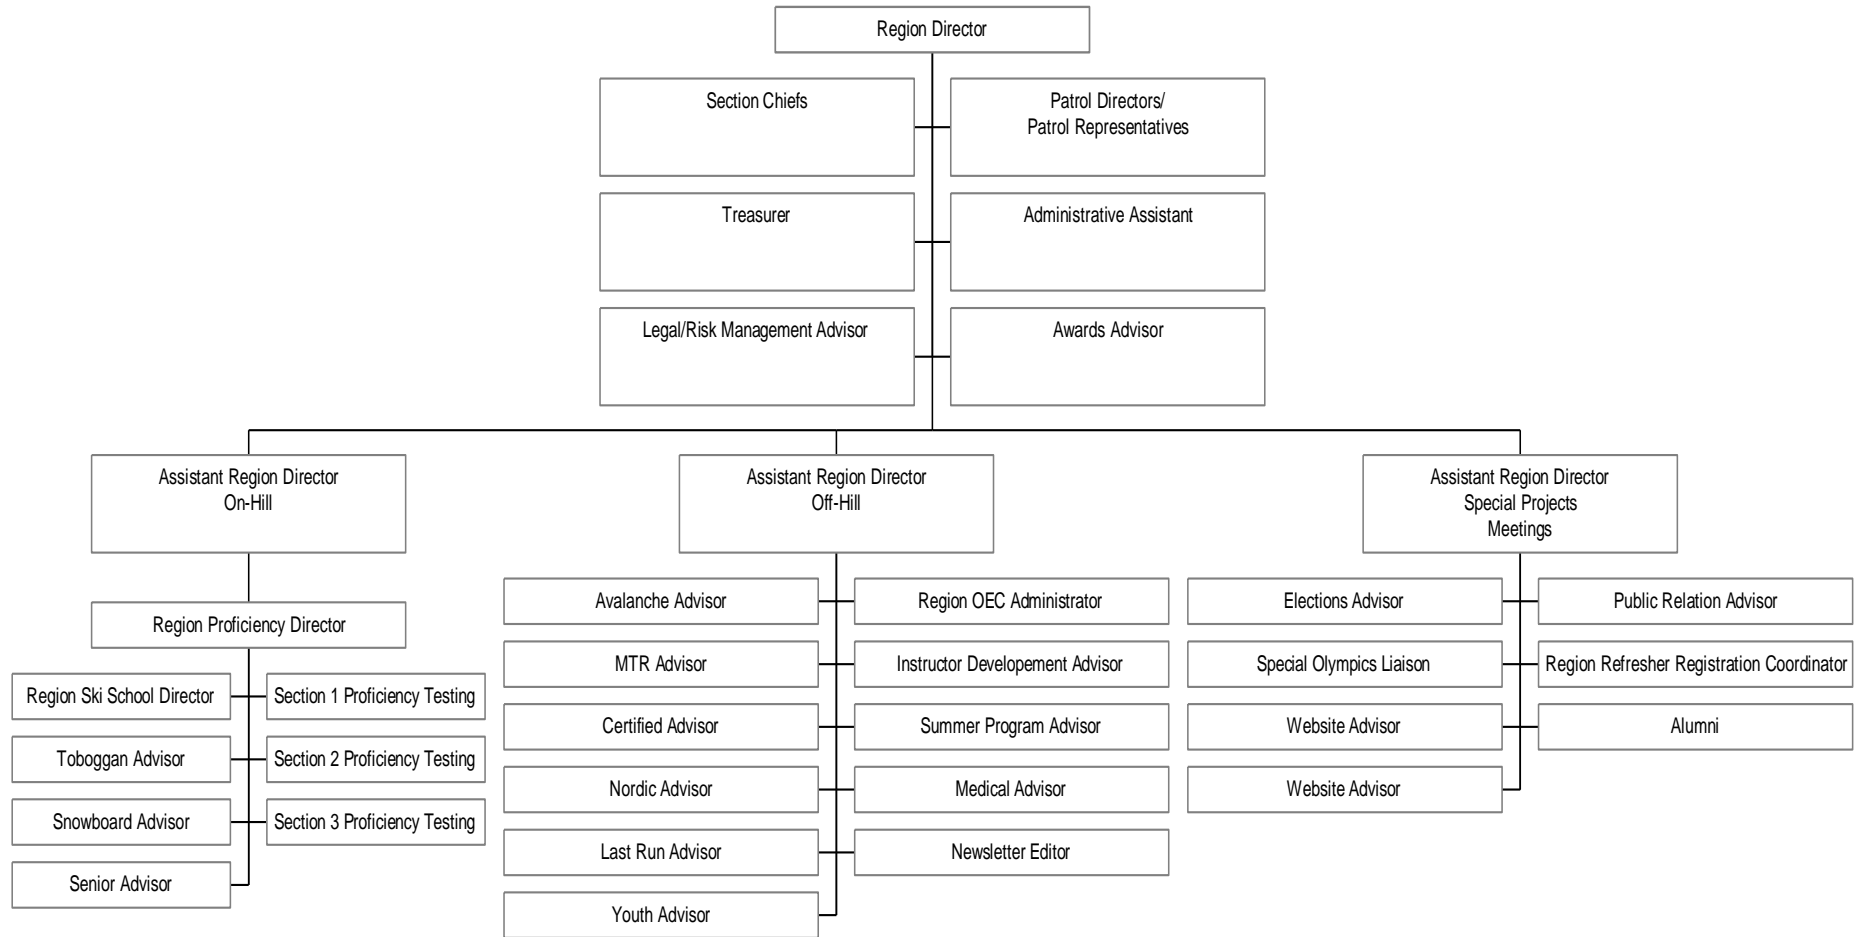 Region Director
Section Chiefs
Patrol Directors/
Patrol Representatives
Treasurer
Administrative Assistant
Legal/Risk Management Advisor
Awards Advisor
Assistant Region Director
On-Hill
Assistant Region Director
Off-Hill
Assistant Region Director
Special Projects
Meetings
Region Proficiency Director
Region Ski School Director
Section 1 Proficiency Testing
Toboggan Advisor
Section 2 Proficiency Testing
Snowboard Advisor
Section 3 Proficiency Testing
Senior Advisor
Avalanche Advisor
Region OEC Administrator
MTR Advisor
Instructor Developement Advisor
Certified Advisor
Summer Program Advisor
Nordic Advisor
Medical Advisor
Last Run Advisor
Newsletter Editor
Youth Advisor
Elections Advisor
Public Relation Advisor
Special Olympics Liaison
Region Refresher Registration Coordinator
Website Advisor
Alumni
Website Advisor